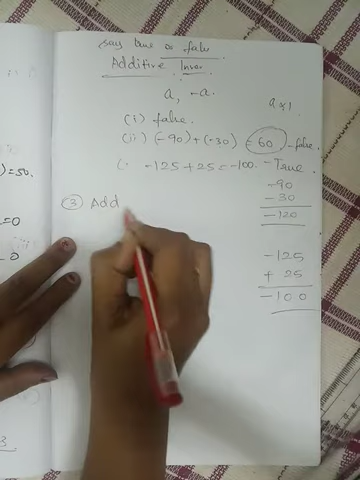 Say true or false
Additive Inver
a, -a.
a x 1
(i) false.
(ii) (-90) + (-30) = 60 - false.
-125 + 25 = -100. - True
-90
- 30
-120
③ Add
-125
+ 25
-100
) = 50.
= 0